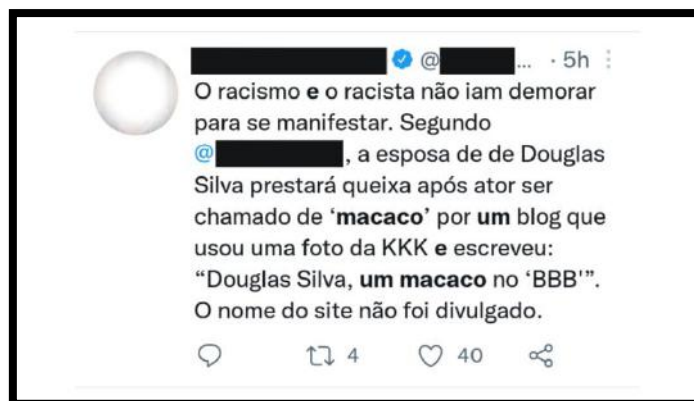 @ ... · 5h
O racismo e o racista não iam demorar
para se manifestar. Segundo
@ , a esposa de de Douglas
Silva prestará queixa após ator ser
chamado de ‘macaco’ por um blog que
usou uma foto da KKK e escreveu:
“Douglas Silva, um macaco no ‘BBB'”.
O nome do site não foi divulgado.
4 40